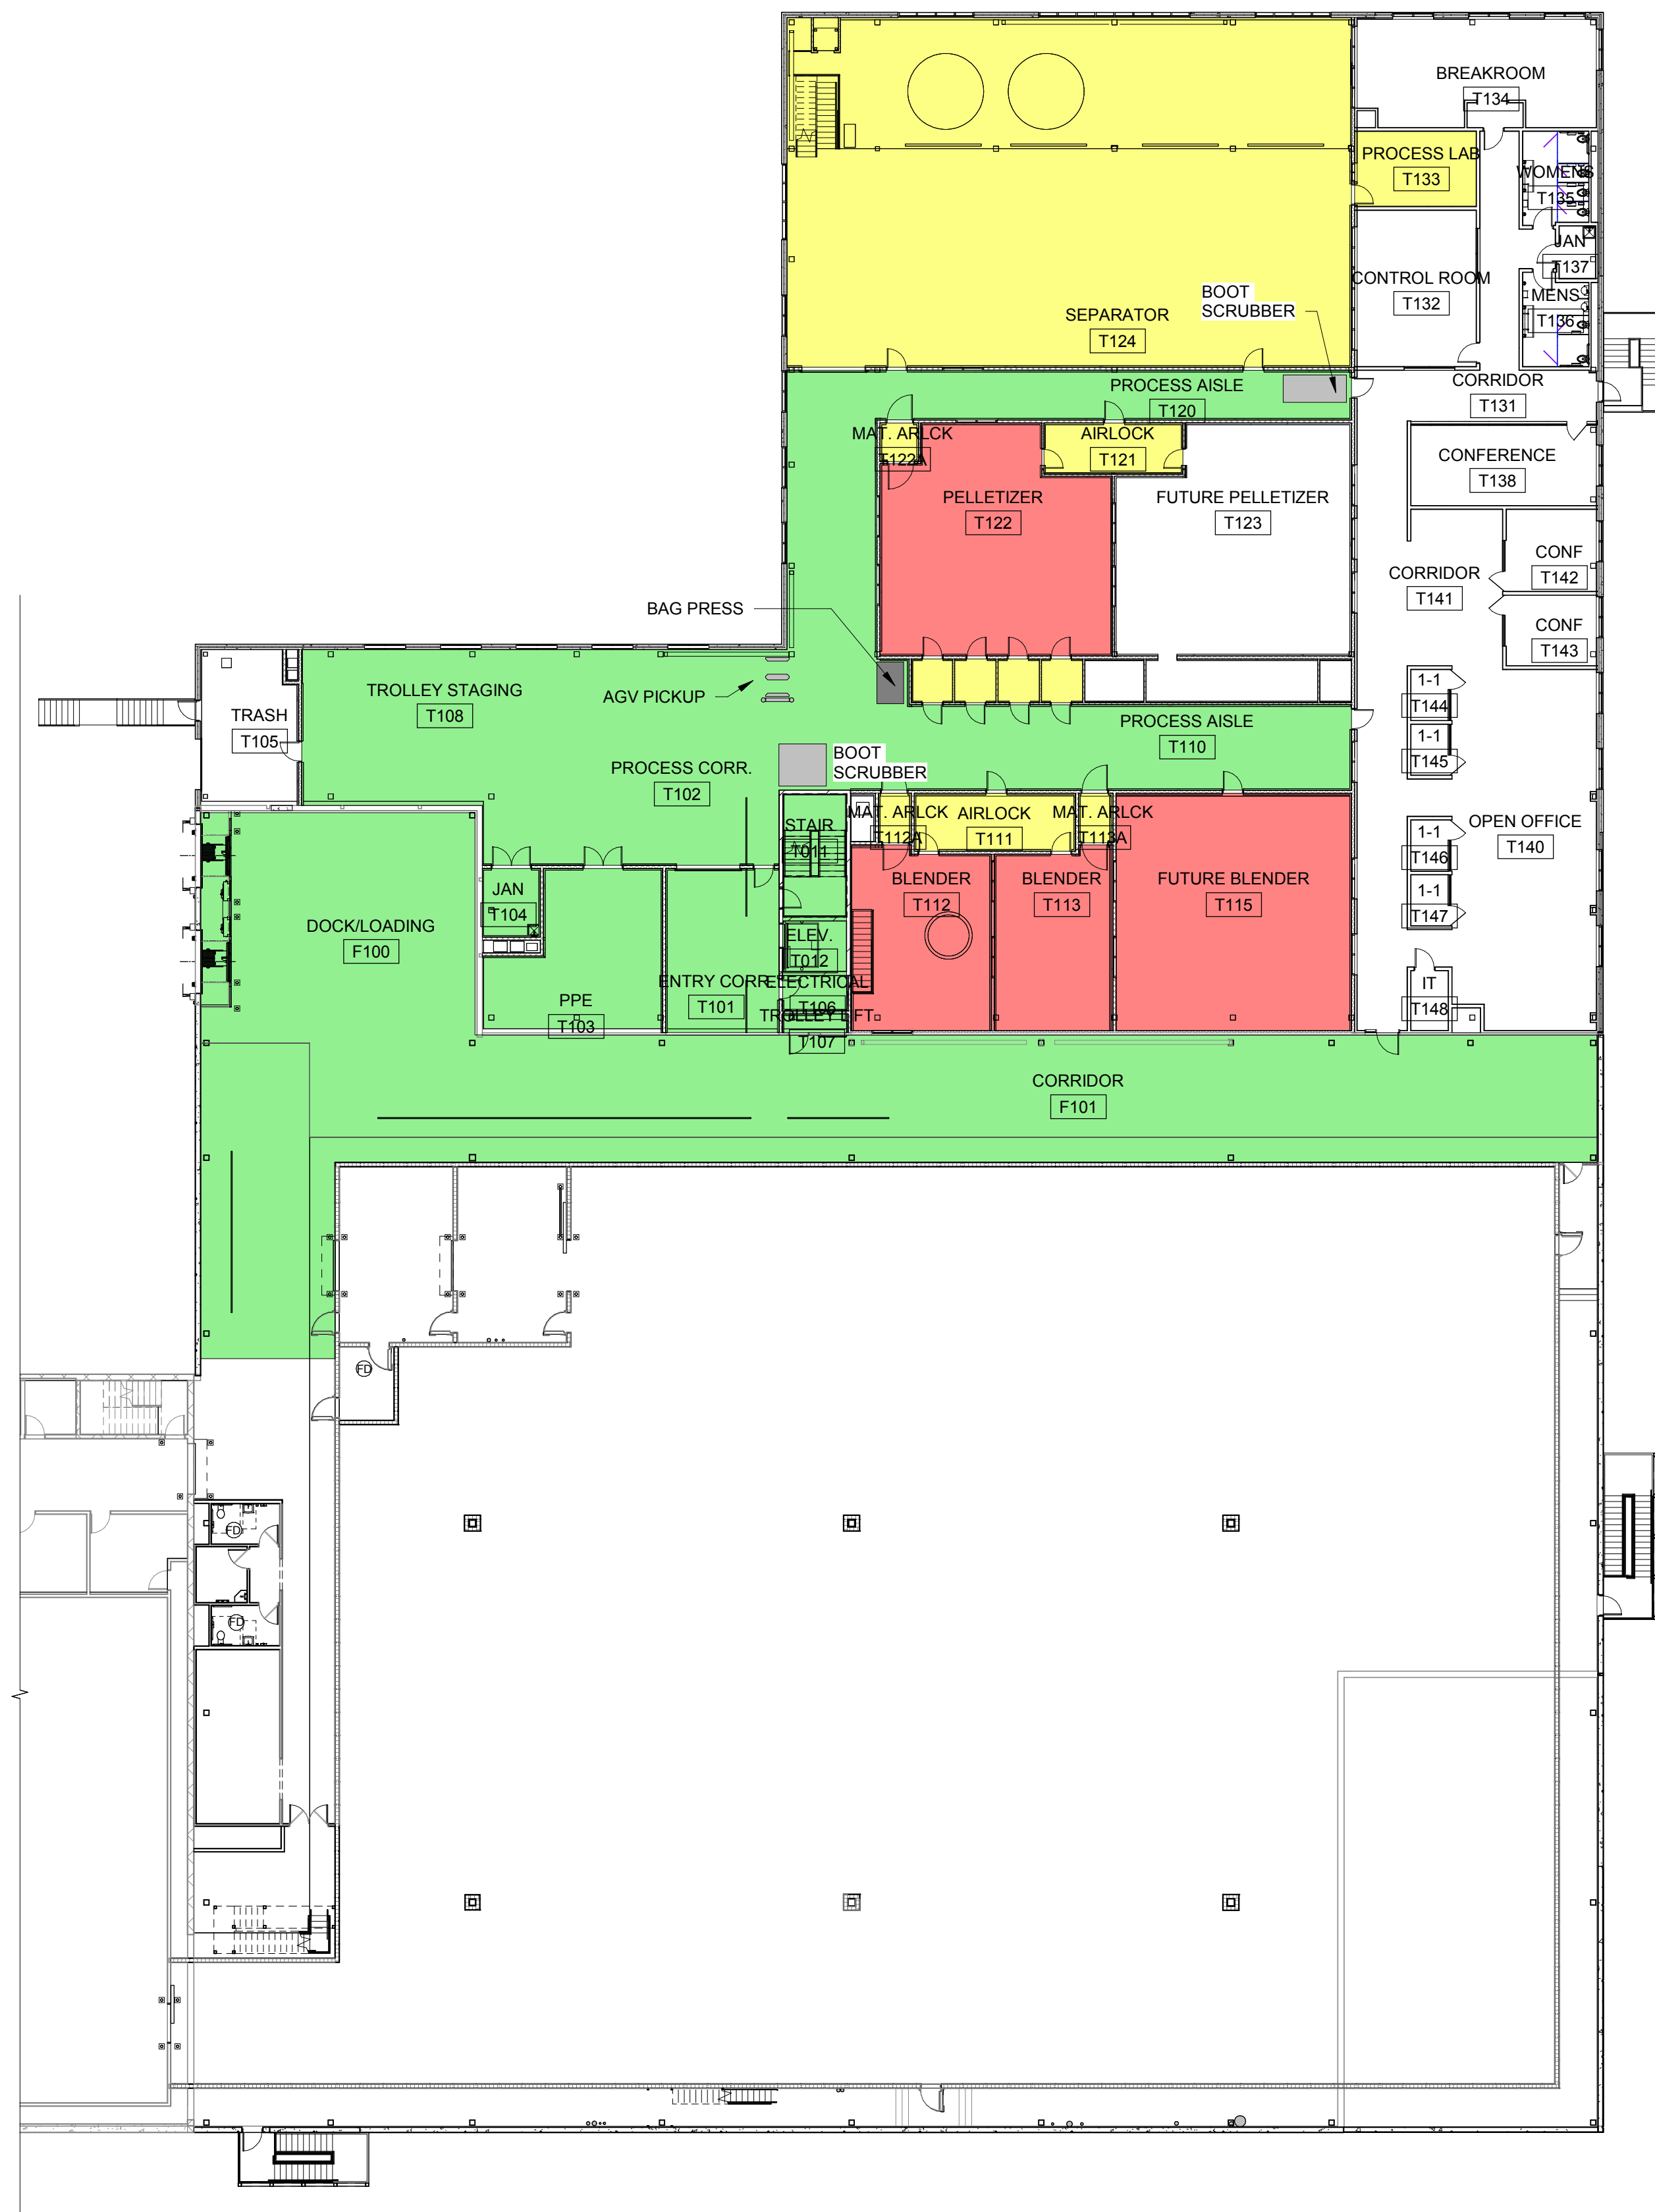 BREAKROOM
T134
PROCESS LAB
T133
WOMENS
T135
JAN
T137
CONTROL ROOM
T132
MENS
T136
BOOT
SCRUBBER
SEPARATOR
T124
PROCESS AISLE
T120
CORRIDOR
T131
MAT. ARLCK
T122A
AIRLOCK
T121
CONFERENCE
T138
PELLETIZER
T122
FUTURE PELLETIZER
T123
CONF
T142
CORRIDOR
T141
BAG PRESS
CONF
T143
TROLLEY STAGING
T108
AGV PICKUP
1-1
T144
TRASH
T105
PROCESS AISLE
T110
1-1
T145
PROCESS CORR.
T102
BOOT
SCRUBBER
STAIR
T011
MAT. ARLCK
T112A
AIRLOCK
T111
MAT. ARLCK
T113A
OPEN OFFICE
T140
1-1
T146
JAN
T104
BLENDER
T112
BLENDER
T113
FUTURE BLENDER
T115
1-1
T147
DOCK/LOADING
F100
ELEV.
T012
ENTRY CORR.
T101
ELECTRICAL
T106
IT
T148
PPE
T103
TROLLEY LIFT
T107
CORRIDOR
F101
FD
FD
FD